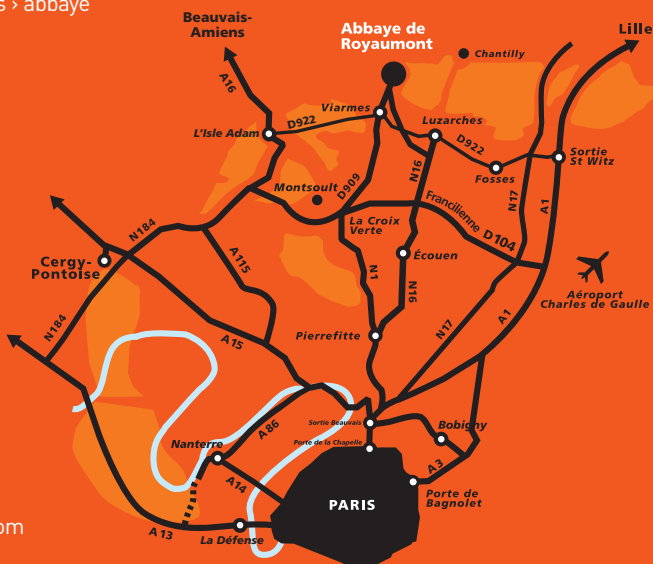 s › abbaye
Beauvais-
Amiens
Abbaye de
Royaumont
Lille
Chantilly
A16
Viarmes
D922
Luzarches
L'Isle Adam
D922
Sortie
St Witz
Fosses
N16
Montsoult
D909
N17
A1
Francilienne D104
La Croix
Verte
N184
A115
Cergy-
Pontoise
Écouen
N1
N16
Aéroport
Charles de Gaulle
N184
A15
Pierrefitte
N17
A1
A86
Sortie Beauvais
Bobigny
Nanterre
Porte de la Chapelle
A3
A14
PARIS
Porte de
Bagnolet
om
A13
La Défense